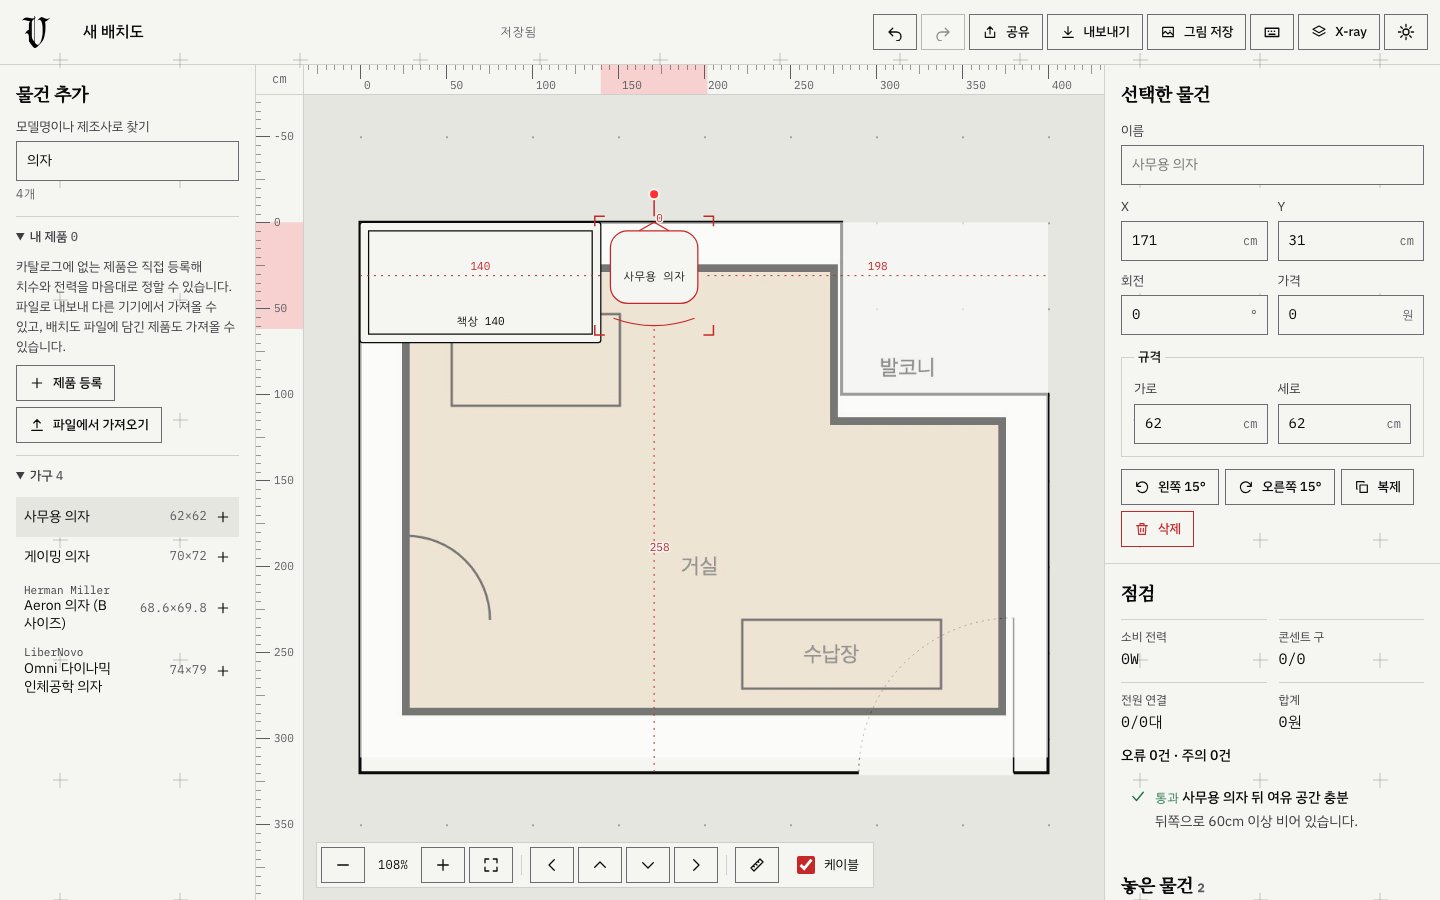 새 배치도
저장됨
공유
내보내기
그림 저장
X-ray
물건 추가
모델명이나 제조사로 찾기
의자
4개
▼ 내 제품 0
카탈로그에 없는 제품은 직접 등록해
치수와 전력을 마음대로 정할 수 있습니다.
파일로 내보내 다른 기기에서 가져올 수
있고, 배치도 파일에 담긴 제품도 가져올 수
있습니다.
+ 제품 등록
파일에서 가져오기
▼ 가구 4
사무용 의자 62×62 +
게이밍 의자 70×72 +
Herman Miller
Aeron 의자 (B
사이즈) 68.6×69.8 +
LiberNovo
Omni 다이나믹
인체공학 의자 74×79 +
cm
0 50 100 150 200 250 300 350 400
-50
0
50
100
150
200
250
300
350
0
140
198
사무용 의자
책상 140
발코니
258
거실
수납장
108%
케이블
선택한 물건
이름
사무용 의자
X Y
171 cm 31 cm
회전 가격
0 ° 0 원
규격
가로 세로
62 cm 62 cm
왼쪽 15°
오른쪽 15°
복제
삭제
점검
소비 전력 콘센트 구
0W 0/0
전원 연결 합계
0/0대 0원
오류 0건 · 주의 0건
통과 사무용 의자 뒤 여유 공간 충분
뒤쪽으로 60cm 이상 비어 있습니다.
놓은 물건 2